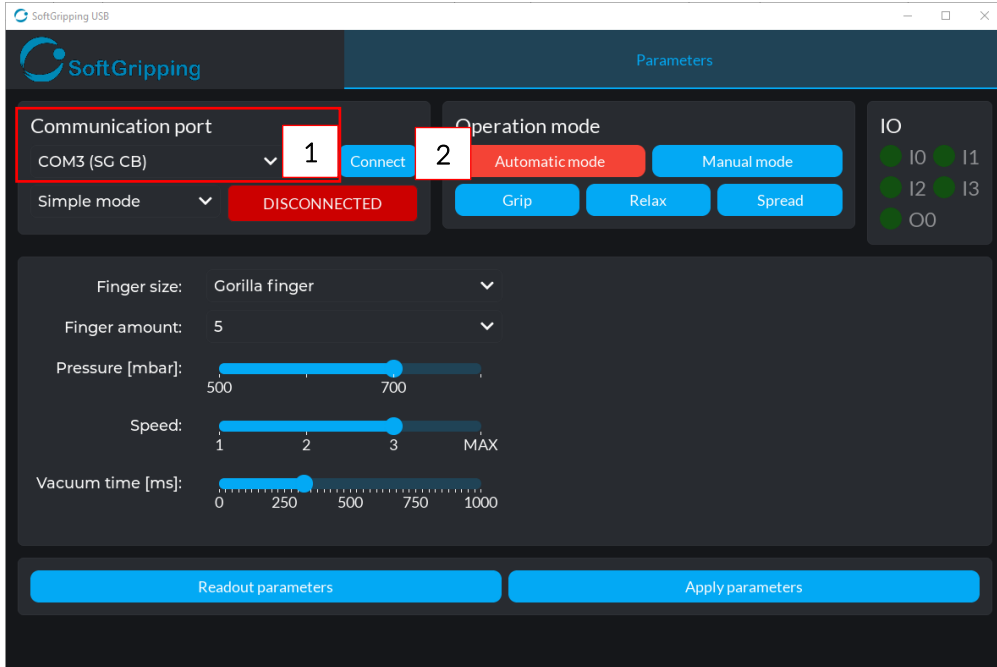 SoftGripping USB
SoftGripping
Parameters
Communication port
COM3 (SG CB)
1
Connect
2
Simple mode
DISCONNECTED
Operation mode
Automatic mode
Manual mode
Grip
Relax
Spread
IO
I0 I1
I2 I3
O0
Finger size: Gorilla finger
Finger amount: 5
Pressure [mbar]:
500 700
Speed:
1 2 3 MAX
Vacuum time [ms]:
0 250 500 750 1000
Readout parameters
Apply parameters